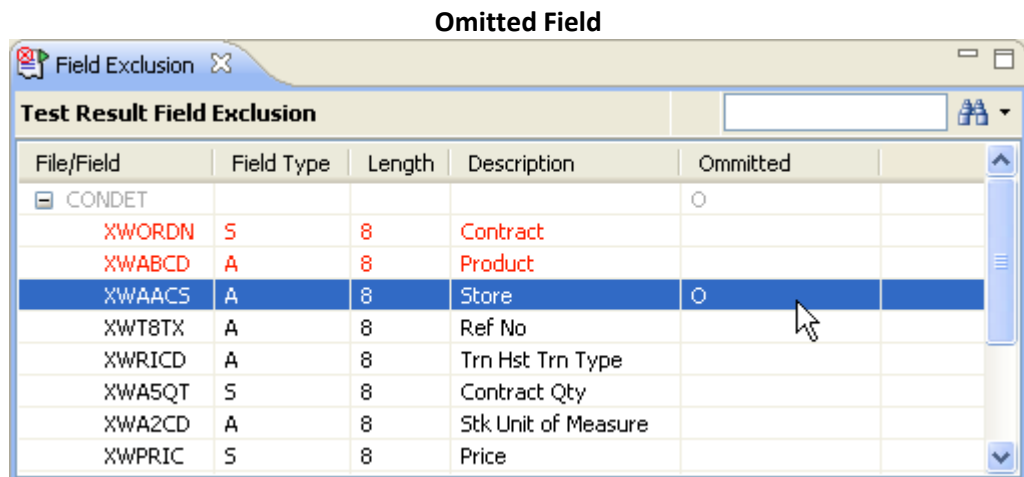 Omitted Field
Field Exclusion
Test Result Field Exclusion
File/Field Field Type Length Description Ommitted
CONDET O
XWORDN S 8 Contract
XWABCD A 8 Product
XWAACS A 8 Store O
XWT8TX A 8 Ref No
XWRICD A 8 Trn Hst Trn Type
XWA5QT S 8 Contract Qty
XWA2CD A 8 Stk Unit of Measure
XWPRIC S 8 Price